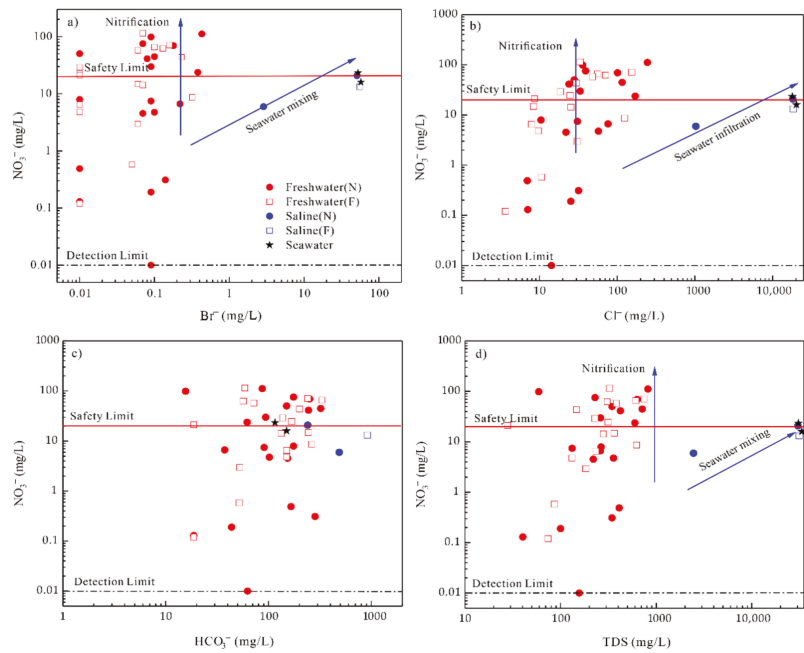 a)
1000
100
10
1
0.1
0.01
NO₃⁻ (mg/L)
Nitrification
Safety Limit
Seawater mixing
Freshwater(N)
Freshwater(F)
Saline(N)
Saline(F)
Seawater
Detection Limit
0.01 0.1 1 10 100
Br⁻ (mg/L)
b)
1000
100
10
1
0.1
0.01
NO₃⁻ (mg/L)
Nitrification
Safety Limit
Seawater infiltration
Detection Limit
1 10 100 1000 10,000
Cl⁻ (mg/L)
c)
1000
100
10
1
0.1
0.01
NO₃⁻ (mg/L)
Safety Limit
Detection Limit
1 10 100 1000
HCO₃⁻ (mg/L)
d)
1000
100
10
1
0.1
0.01
NO₃⁻ (mg/L)
Nitrification
Safety Limit
Seawater mixing
Detection Limit
10 100 1000 10,000
TDS (mg/L)